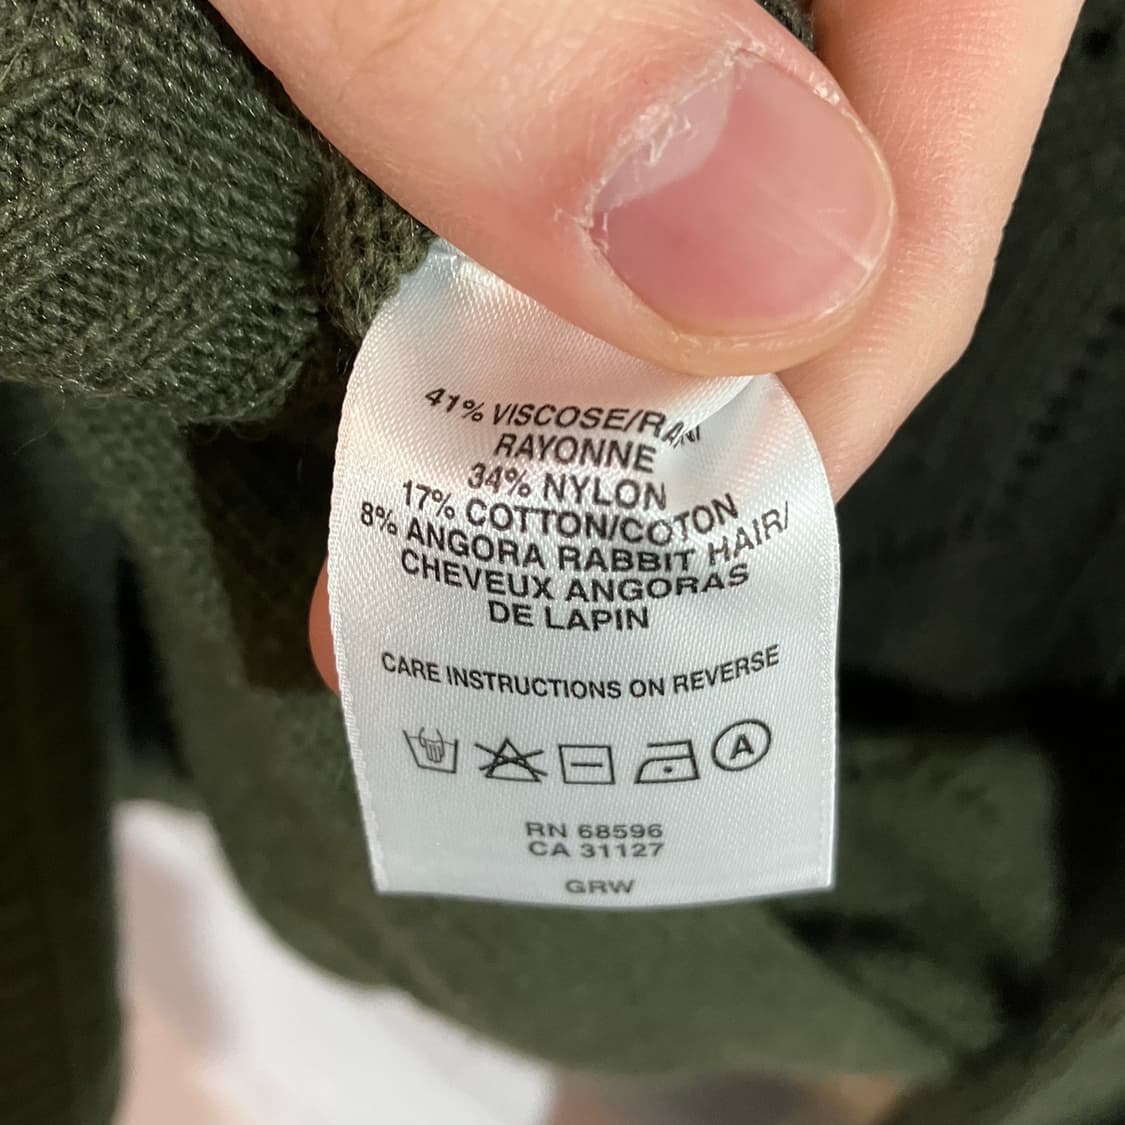 41% VISCOSE/RAYON
RAYONNE
34% NYLON
17% COTTON/COTON
8% ANGORA RABBIT HAIR/
CHEVEUX ANGORAS
DE LAPIN
CARE INSTRUCTIONS ON REVERSE
A
RN 68596
CA 31127
GRW